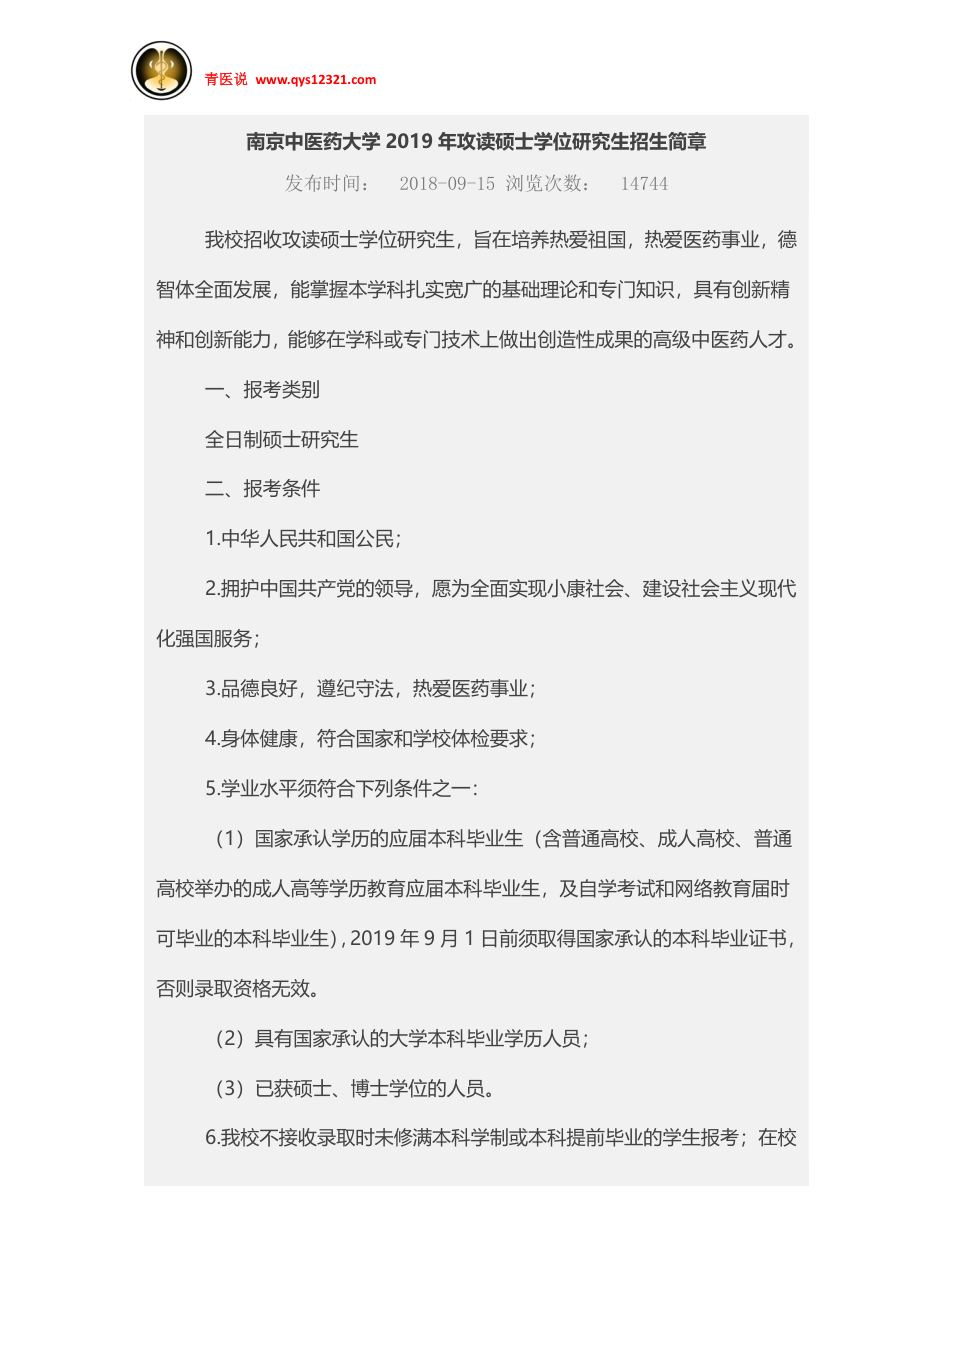 青医说 www.qys12321.com
南京中医药大学 2019 年攻读硕士学位研究生招生简章
发布时间： 2018-09-15 浏览次数： 14744
我校招收攻读硕士学位研究生，旨在培养热爱祖国，热爱医药事业，德
智体全面发展，能掌握本学科扎实宽广的基础理论和专门知识，具有创新精
神和创新能力，能够在学科或专门技术上做出创造性成果的高级中医药人才。
一、报考类别
全日制硕士研究生
二、报考条件
1.中华人民共和国公民；
2.拥护中国共产党的领导，愿为全面实现小康社会、建设社会主义现代
化强国服务；
3.品德良好，遵纪守法，热爱医药事业；
4.身体健康，符合国家和学校体检要求；
5.学业水平须符合下列条件之一：
（1）国家承认学历的应届本科毕业生（含普通高校、成人高校、普通
高校举办的成人高等学历教育应届本科毕业生，及自学考试和网络教育届时
可毕业的本科毕业生），2019 年 9 月 1 日前须取得国家承认的本科毕业证书，
否则录取资格无效。
（2）具有国家承认的大学本科毕业学历人员；
（3）已获硕士、博士学位的人员。
6.我校不接收录取时未修满本科学制或本科提前毕业的学生报考；在校